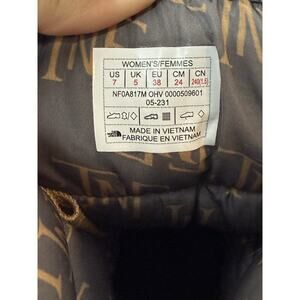 WOMEN'S/FEMMES
US UK EU CM CN
7 5 38 24 240(1.5)
NF0A817M OHV 0000509601
05-231
THE
NORTH
FACE
MADE IN VIETNAM
FABRIQUE EN VIETNAM